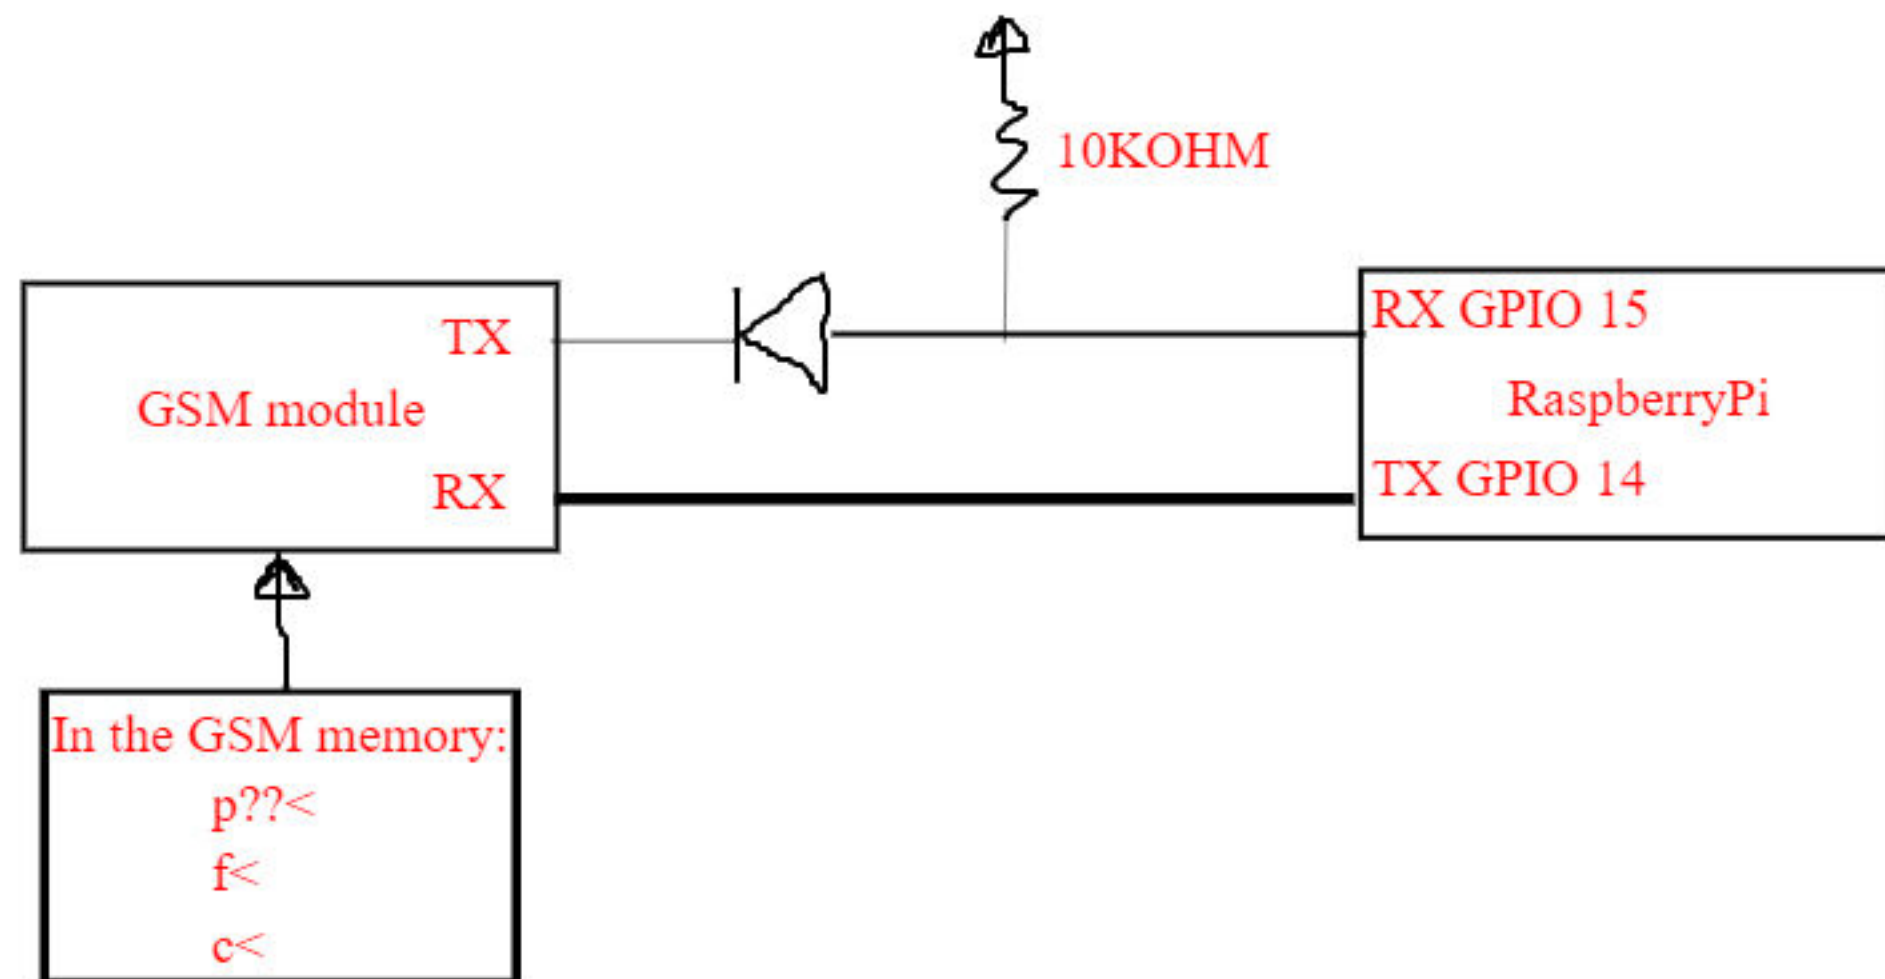 10KOHM
TX
GSM module
RX
RX GPIO 15
RaspberryPi
TX GPIO 14
In the GSM memory:
p??<
f<
c<